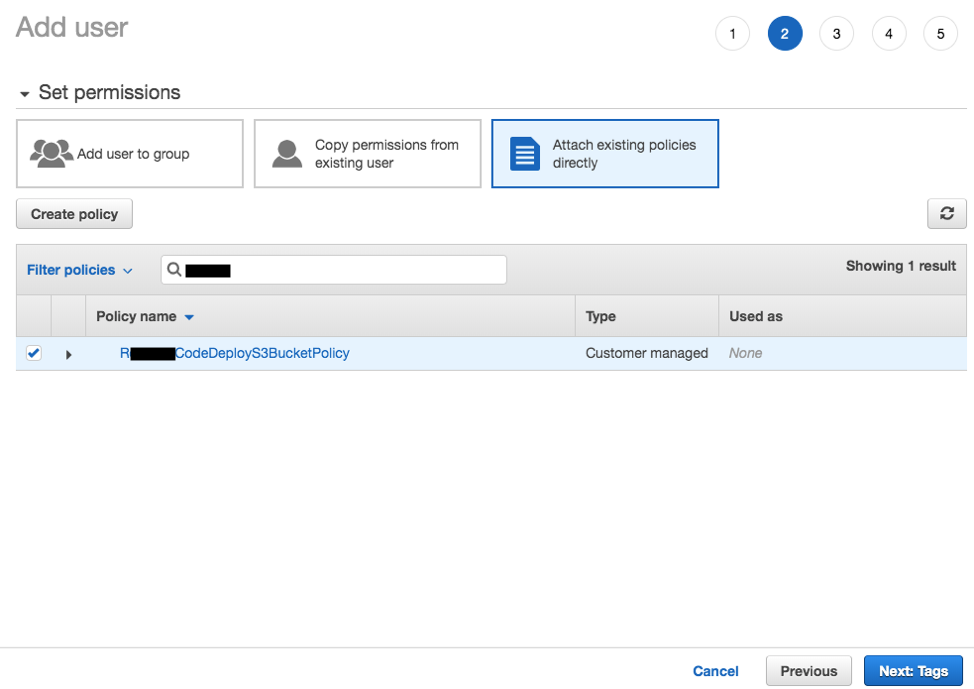 Add user
1 2 3 4 5
Set permissions
Add user to group
Copy permissions from
existing user
Attach existing policies
directly
Create policy
Filter policies
Showing 1 result
Policy name
Type
Used as
R CodeDeployS3BucketPolicy
Customer managed
None
Cancel
Previous
Next: Tags